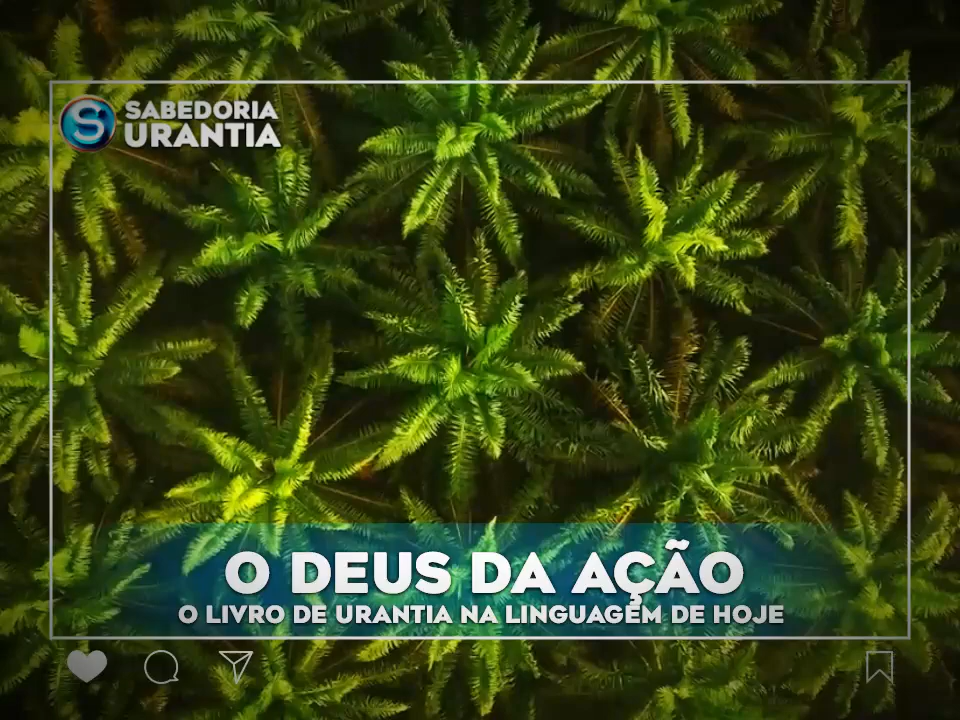 SABEDORIA
URANTIA
O DEUS DA AÇÃO
O LIVRO DE URANTIA NA LINGUAGEM DE HOJE